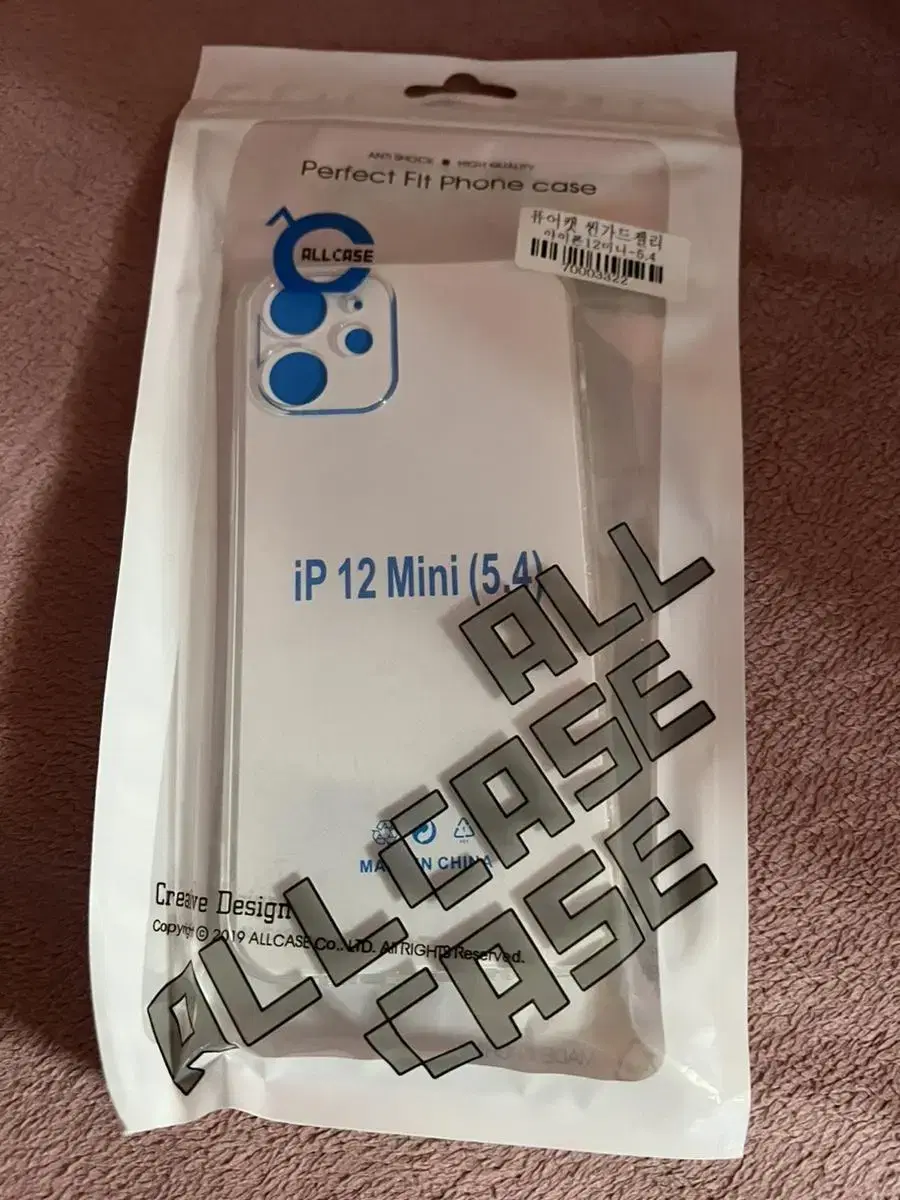 ANTI SHOCK ■ HIGH QUALITY
Perfect Fit Phone case
ALLCASE
퓨어캣 씬가드젤리
아이폰12미니-5.4
70003322
iP 12 Mini (5.4)
ALL
CASE
ALL CASE
MADE IN CHINA
Creative Design
Copyright © 2019 ALLCASE Co., LTD. All RIGHTS Reserved.